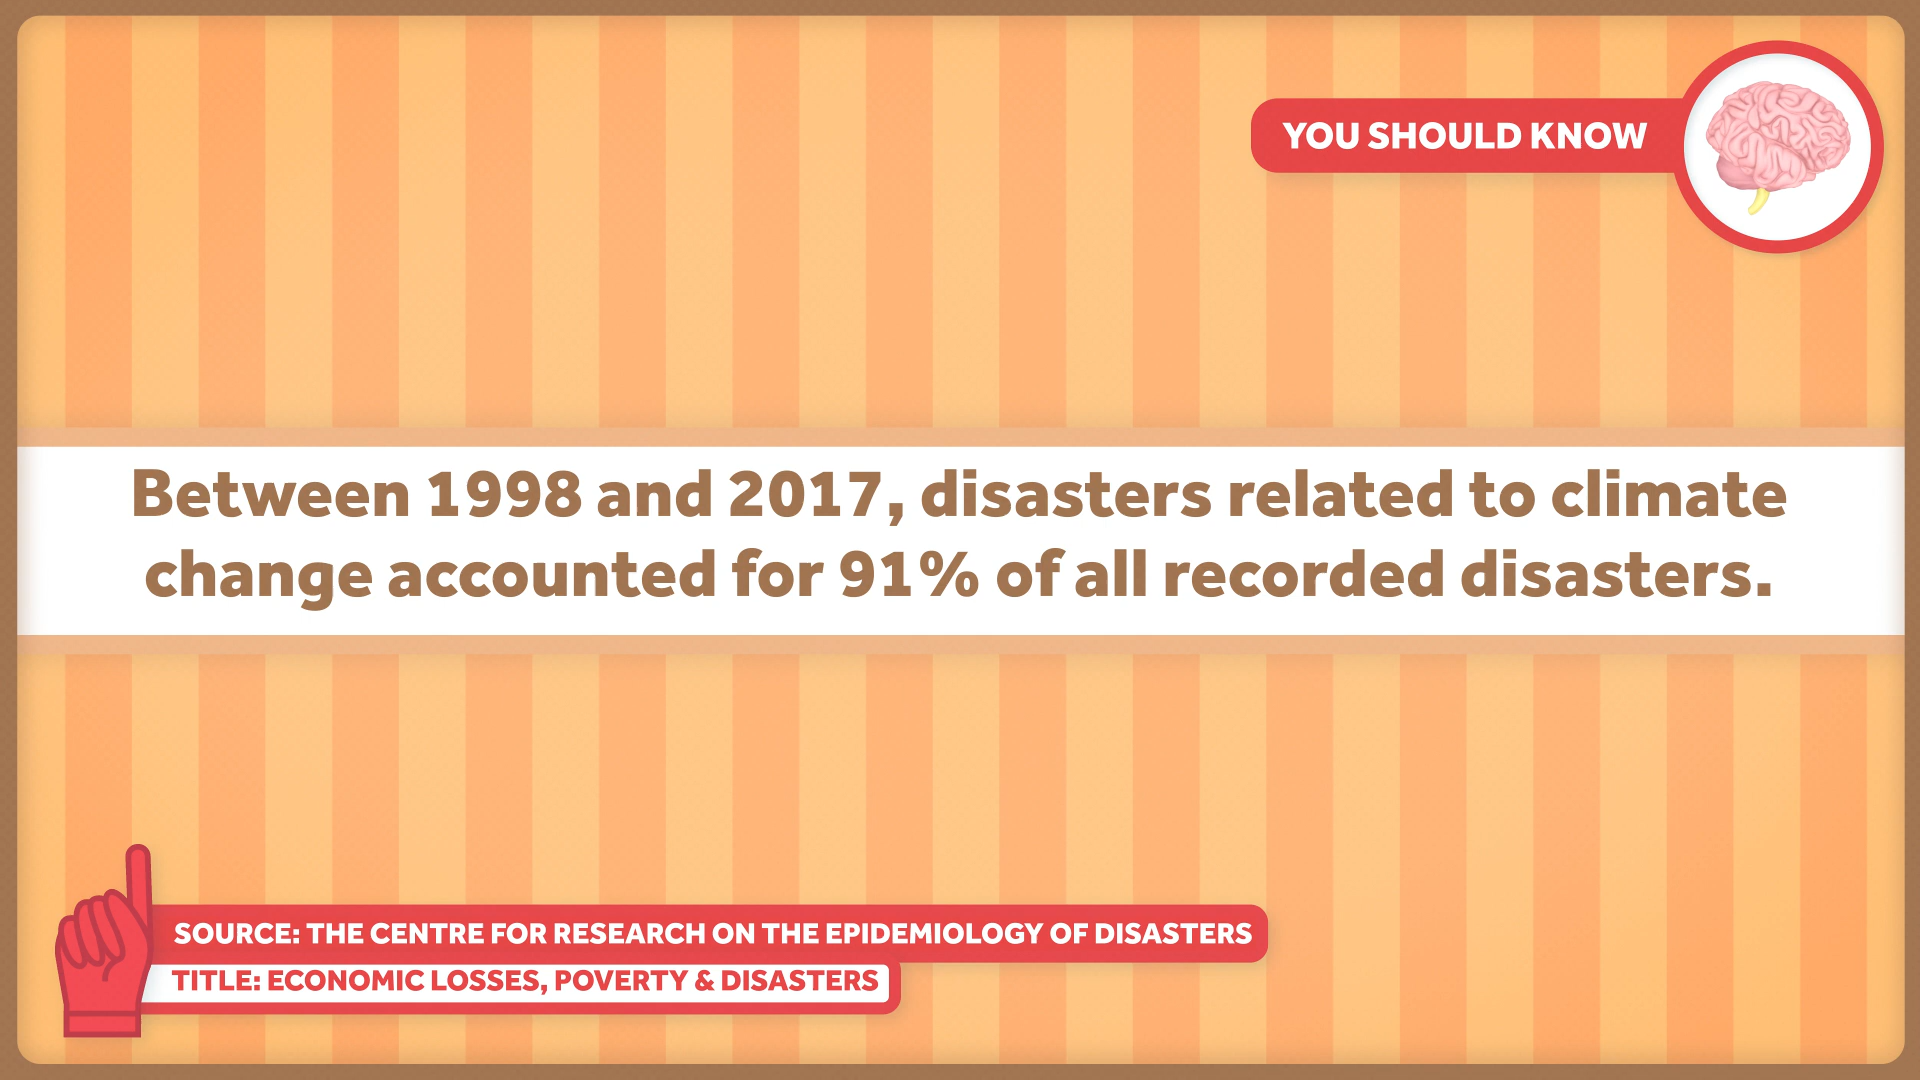 YOU SHOULD KNOW
Between 1998 and 2017, disasters related to climate
change accounted for 91% of all recorded disasters.
SOURCE: THE CENTRE FOR RESEARCH ON THE EPIDEMIOLOGY OF DISASTERS
TITLE: ECONOMIC LOSSES, POVERTY & DISASTERS